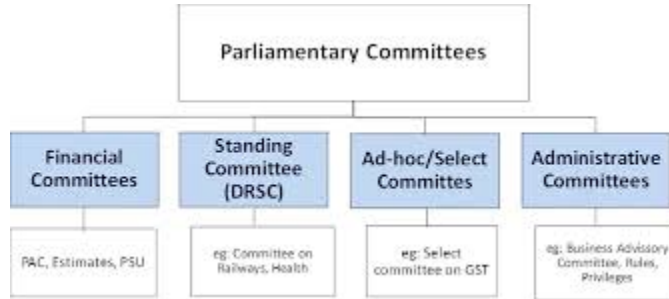 Parliamentary Committees
Financial
Committees
Standing
Committee
(DRSC)
Ad-hoc/Select
Committes
Administrative
Committees
PAC, Estimates, PSU
eg: Committee on
Railways, Health
eg: Select
committee on GST
eg: Business Advisory
Committee, Rules,
Privileges